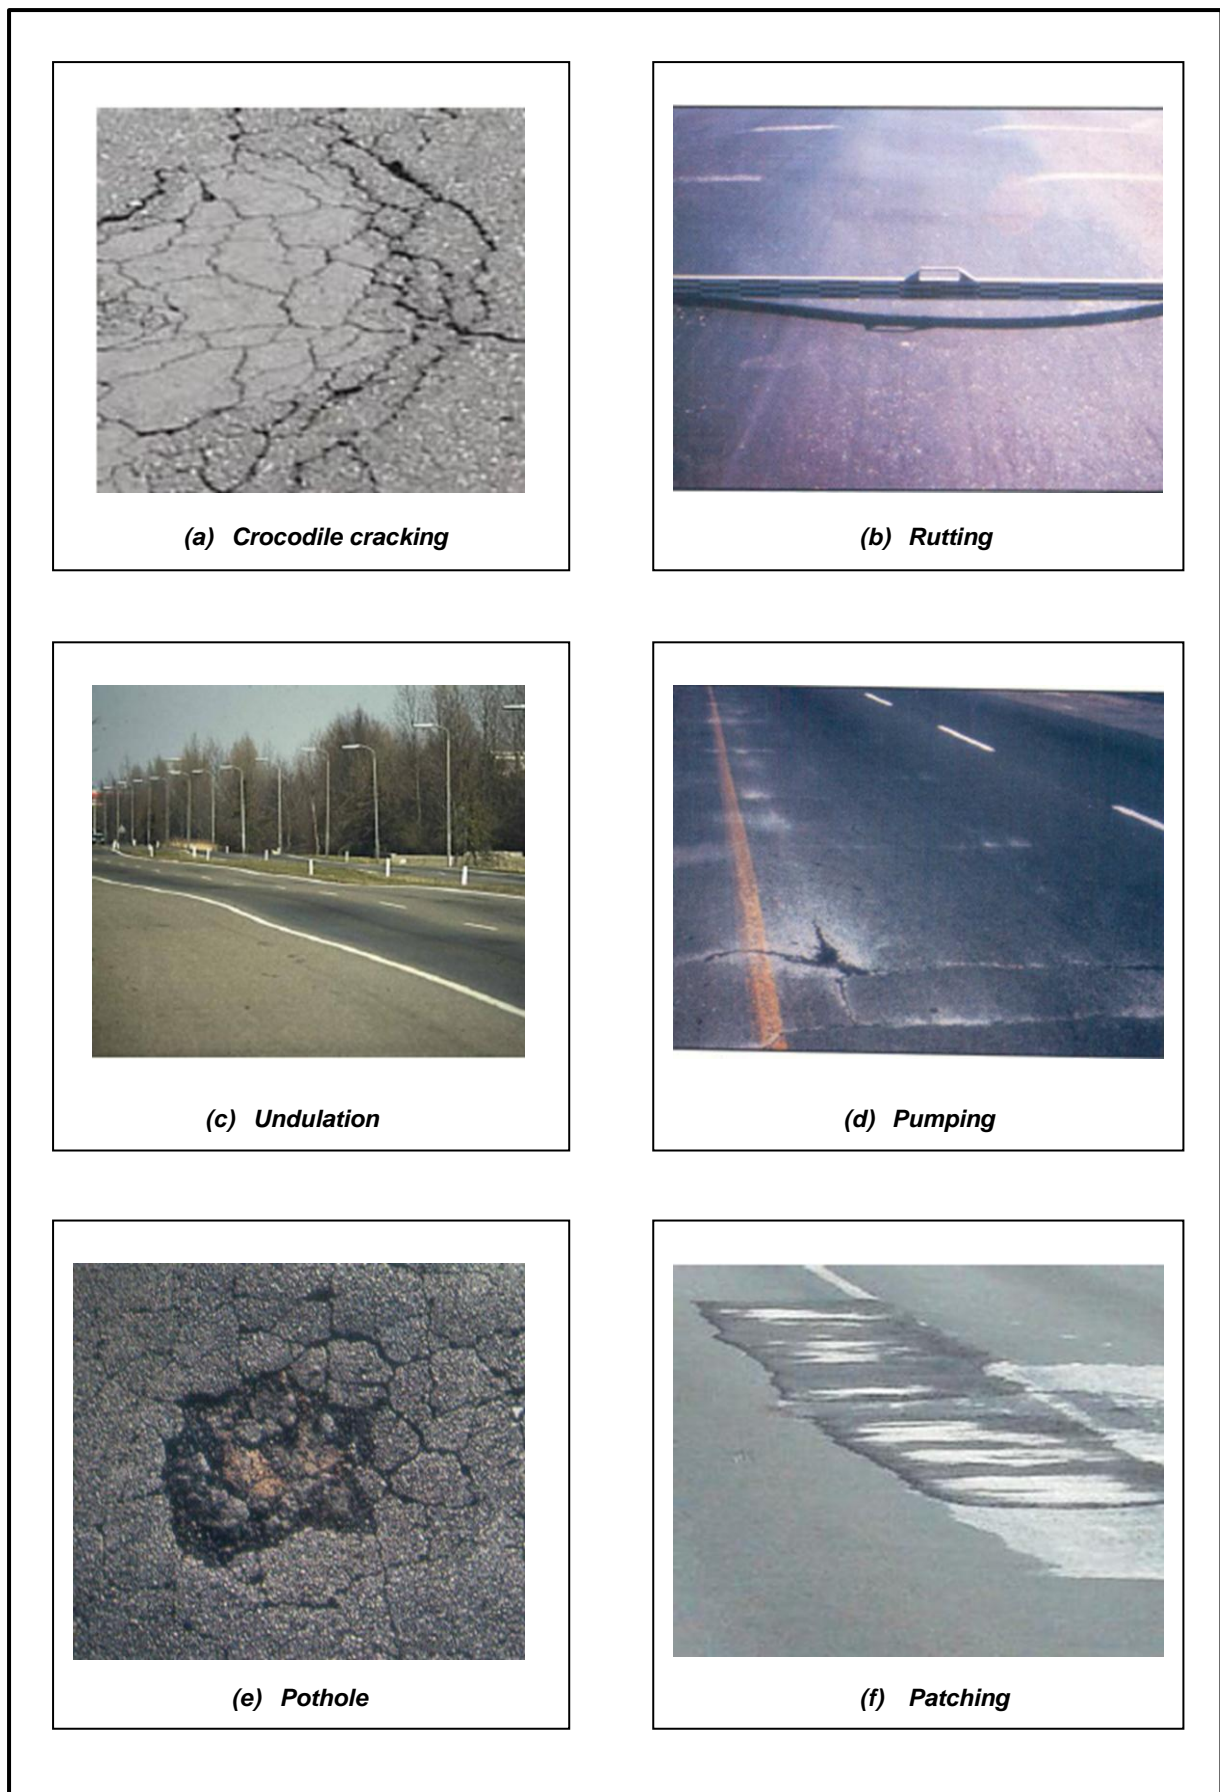 (a) Crocodile cracking
(b) Rutting
(c) Undulation
(d) Pumping
(e) Pothole
(f) Patching